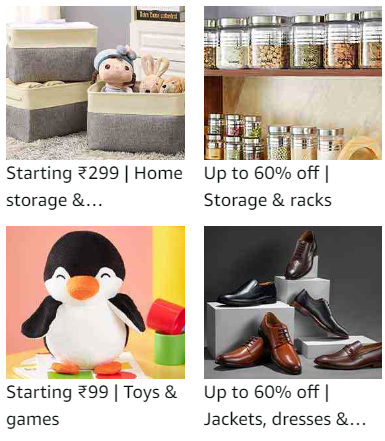 Starting ₹299 | Home
storage &...
Up to 60% off |
Storage & racks
Starting ₹99 | Toys &
games
Up to 60% off |
Jackets, dresses &...